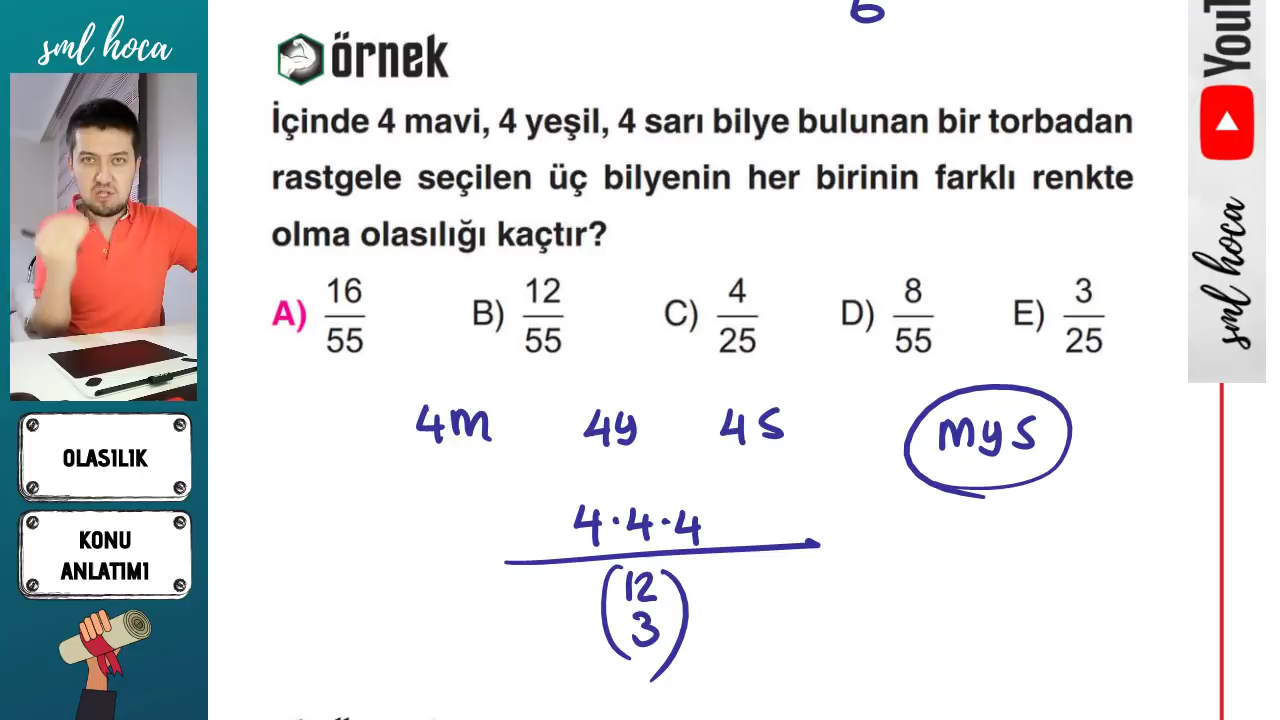 sml hoca
örnek
İçinde 4 mavi, 4 yeşil, 4 sarı bilye bulunan bir torbadan
rastgele seçilen üç bilyenin her birinin farklı renkte
olma olasılığı kaçtır?
A) 16/55 B) 12/55 C) 4/25 D) 8/55 E) 3/25
4m 4y 4s mys
4·4·4
(12
3)
OLASILIK
KONU
ANLATIMI
sml hoca